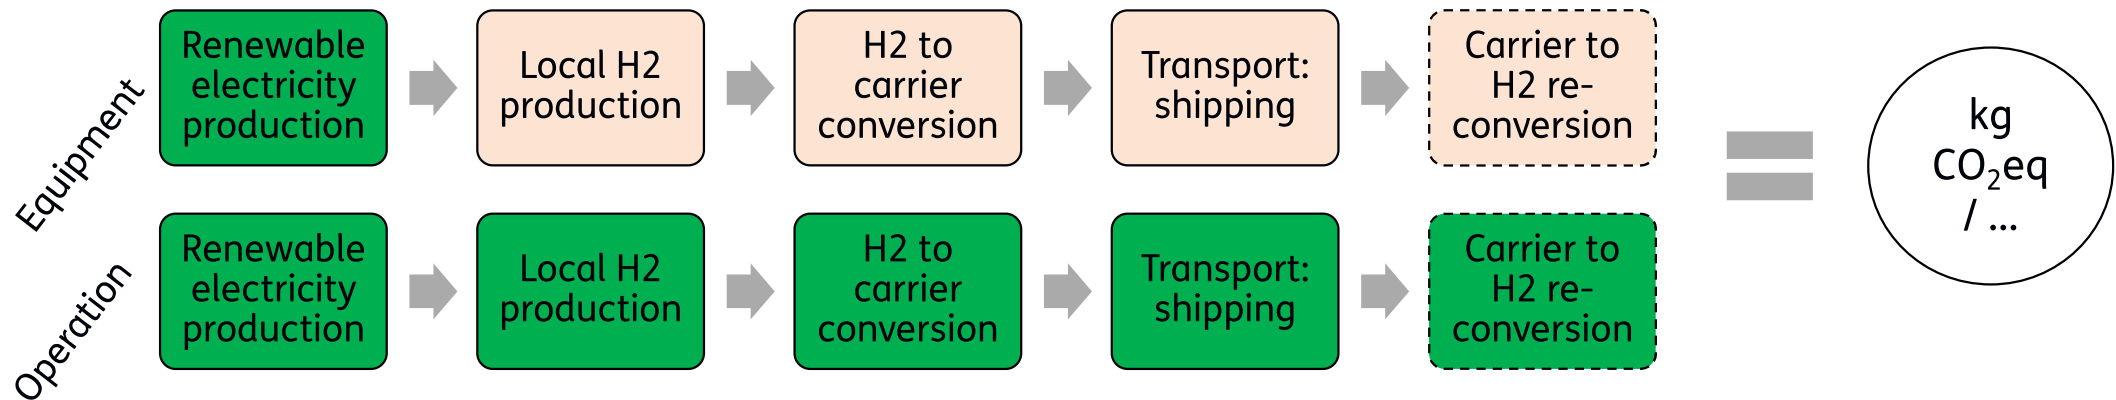 Equipment
Renewable
electricity
production
Local H2
production
H2 to
carrier
conversion
Transport:
shipping
Carrier to
H2 re-
conversion
Operation
Renewable
electricity
production
Local H2
production
H2 to
carrier
conversion
Transport:
shipping
Carrier to
H2 re-
conversion
kg
CO₂eq
/ ...